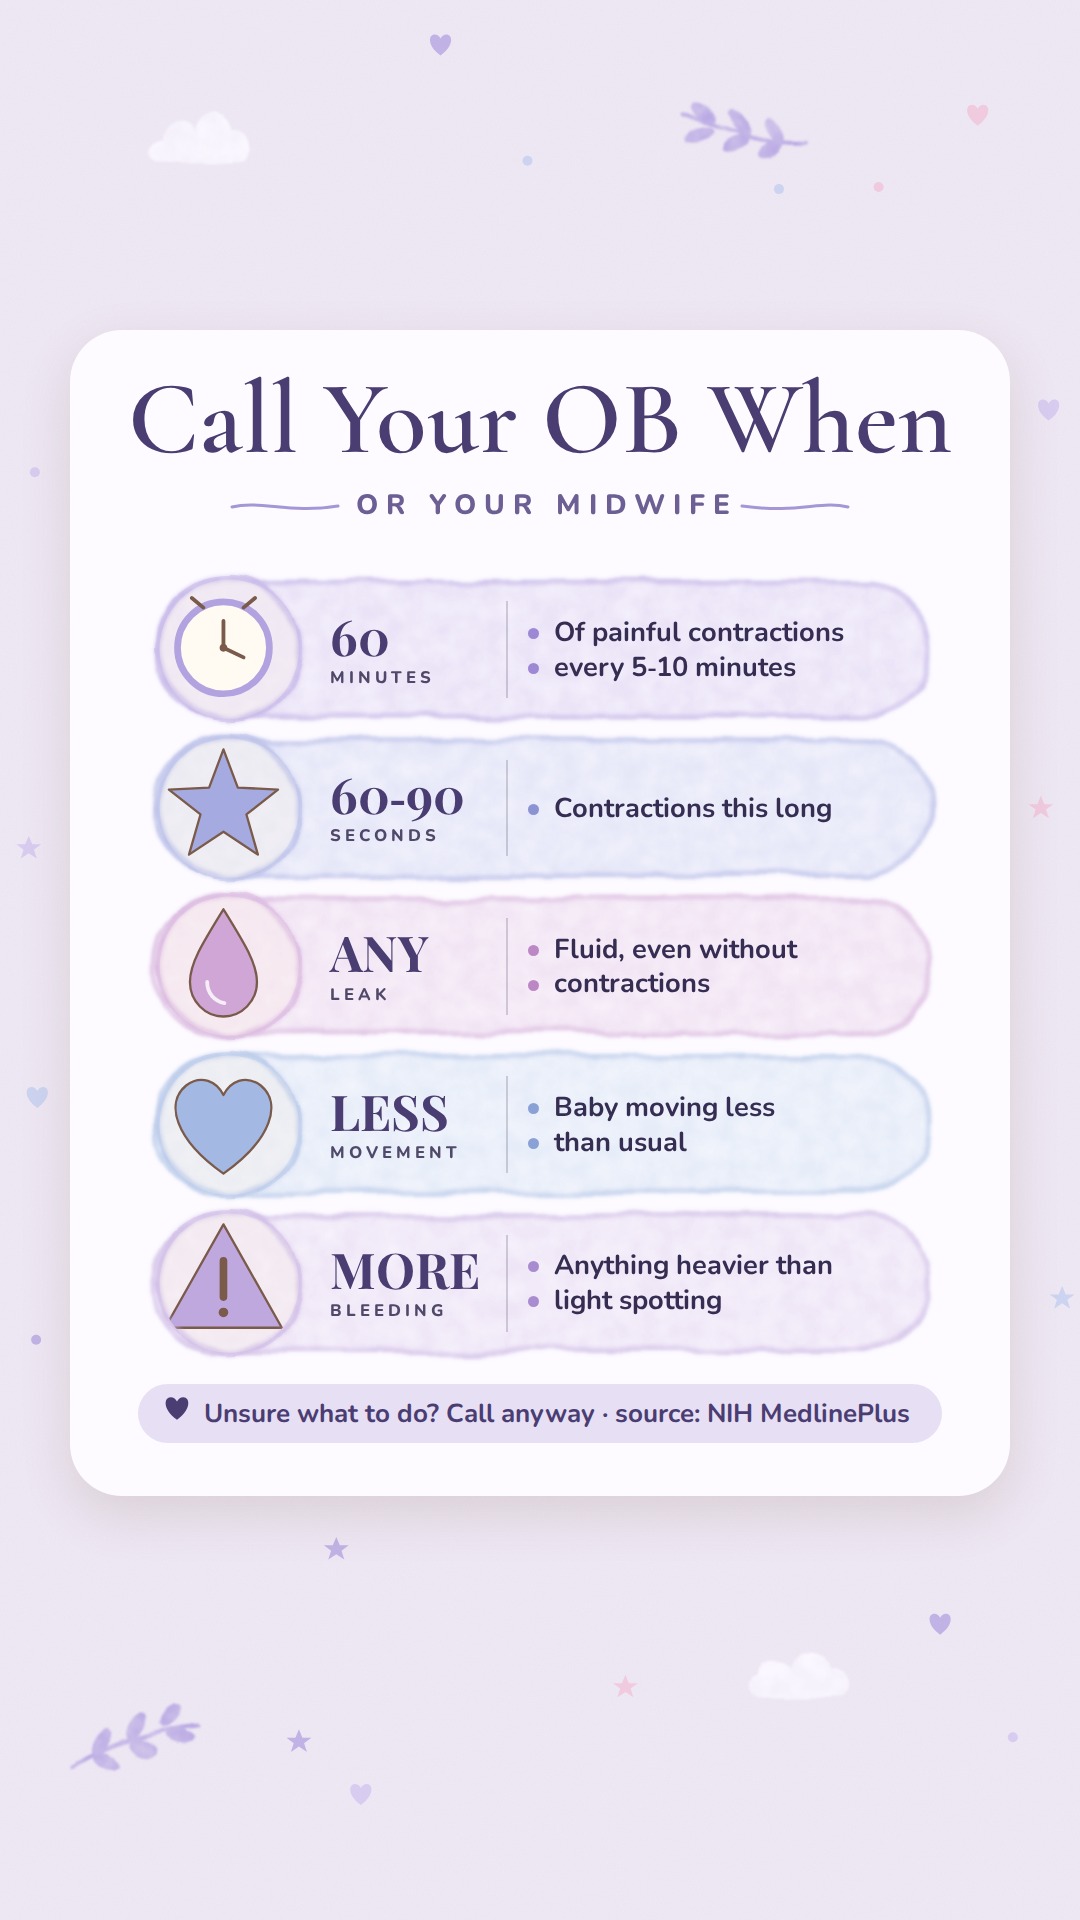 Call Your OB When
OR YOUR MIDWIFE
60
MINUTES
Of painful contractions
every 5-10 minutes
60-90
SECONDS
Contractions this long
ANY
LEAK
Fluid, even without
contractions
LESS
MOVEMENT
Baby moving less
than usual
MORE
BLEEDING
Anything heavier than
light spotting
Unsure what to do? Call anyway · source: NIH MedlinePlus